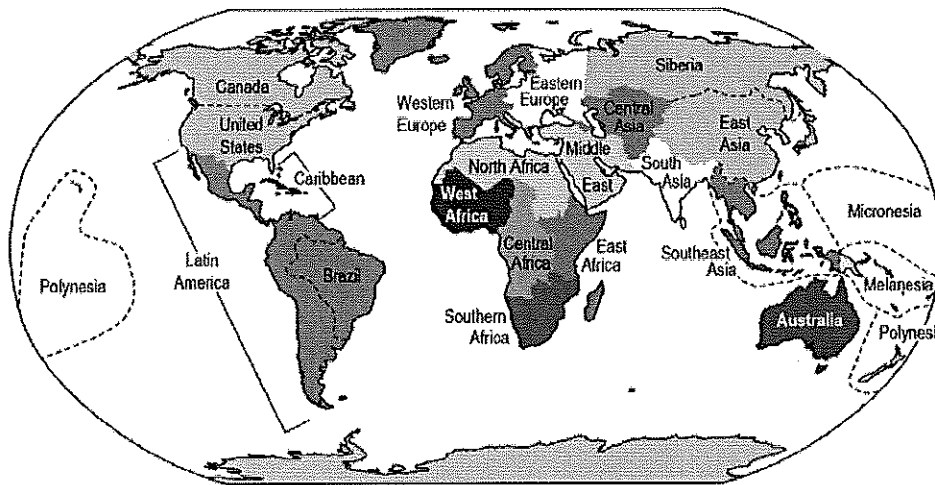 Canada
United
States
Caribbean
Latin
America
Brazil
Polynesia
Western
Europe
Eastern
Europe
Siberia
Central
Asia
East
Asia
Middle
East
South
Asia
North Africa
West
Africa
Central
Africa
East
Africa
Southern
Africa
Southeast
Asia
Micronesia
Melanesia
Australia
Polynesi